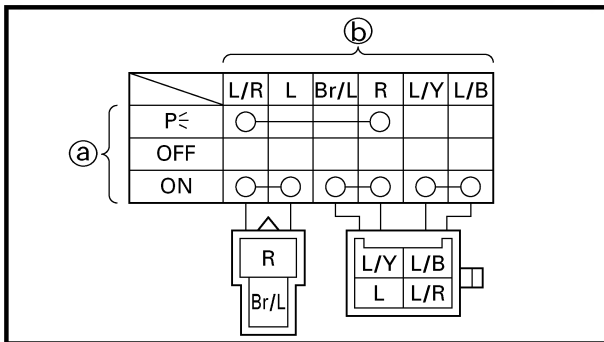 b
L/R L Br/L R L/Y L/B
a
P
OFF
ON
R
L/Y L/B
Br/L
L L/R